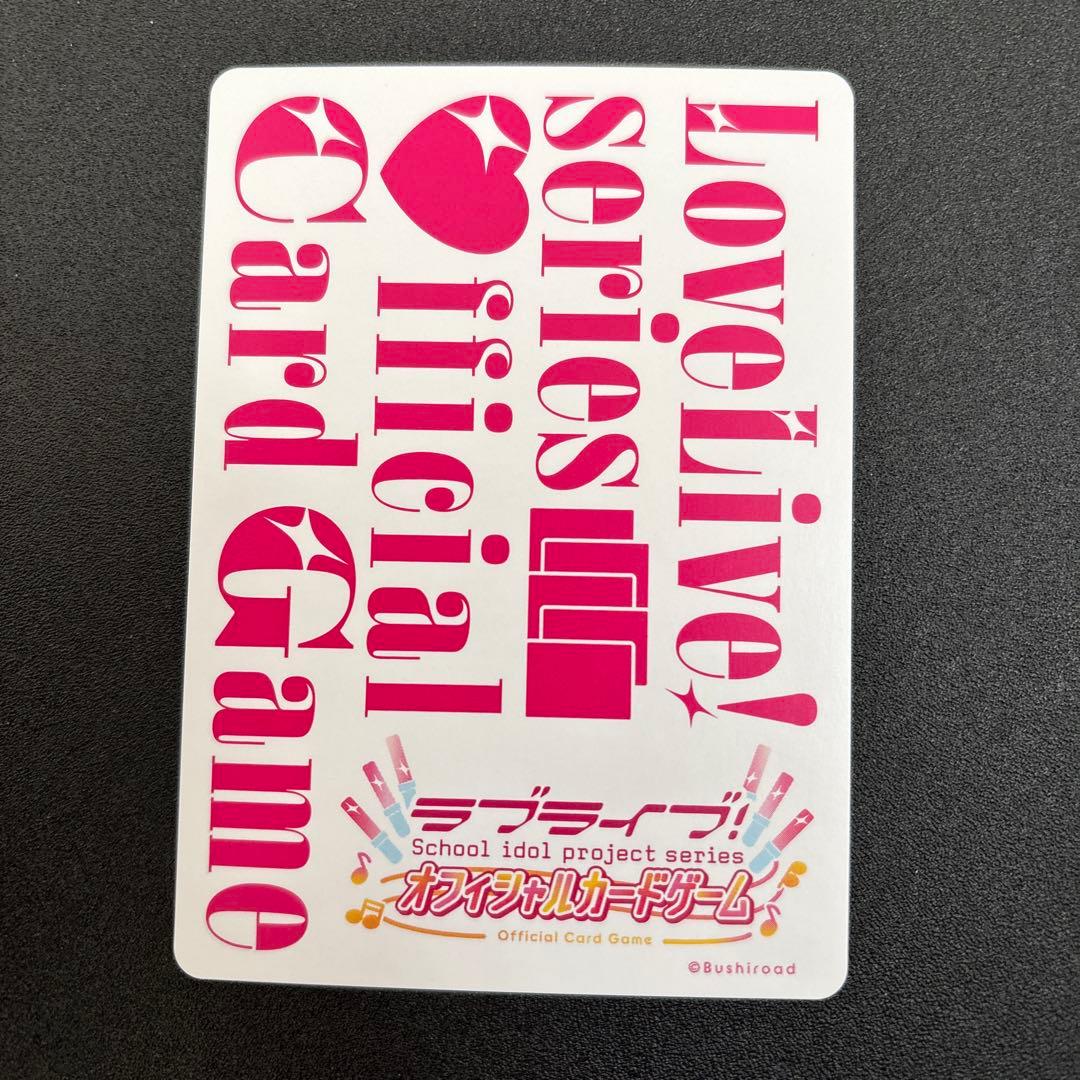 LoveLive!
series
♥fficial
Card Game
ラブライブ!
School idol project series
オフィシャルカードゲーム
Official Card Game
©Bushiroad